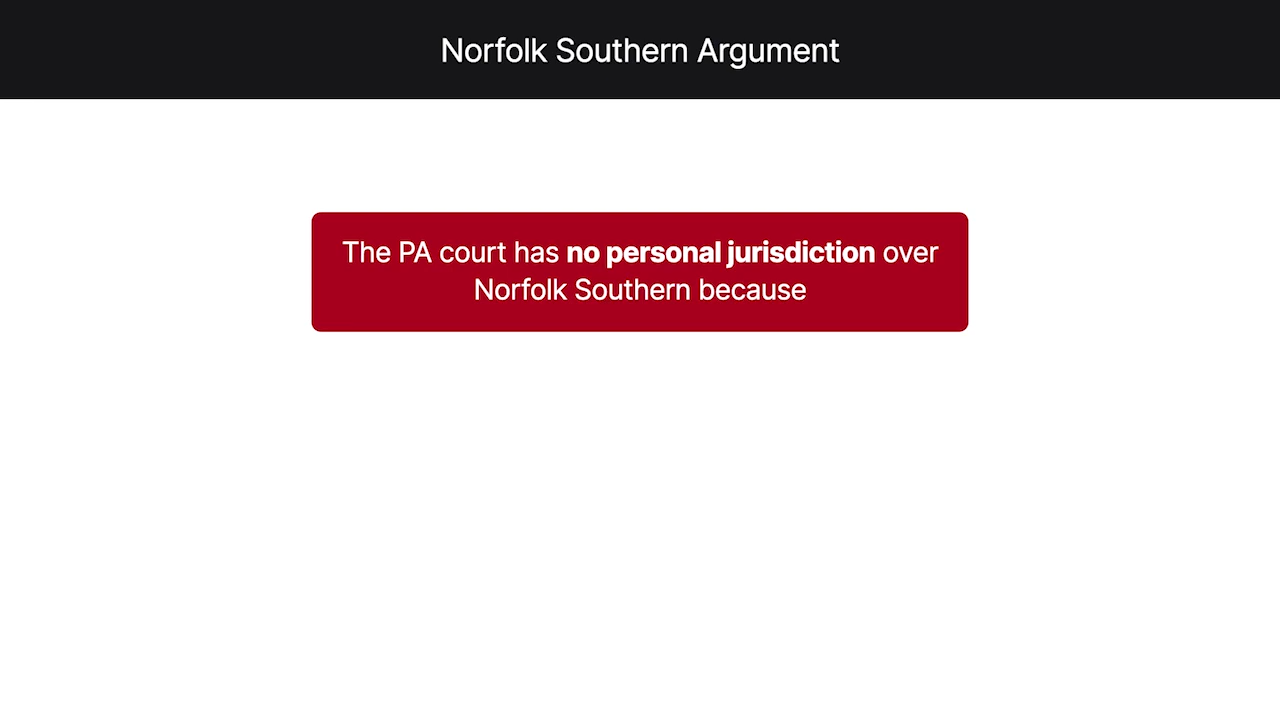 Norfolk Southern Argument
The PA court has no personal jurisdiction over
Norfolk Southern because